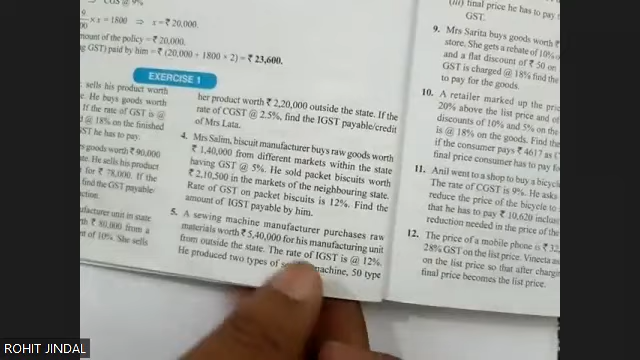 ⇒ CGS @ 9%
× x = 1800 ⇒ x = ₹ 20,000.
mount of the policy = ₹ 20,000.
GST) paid by him = ₹ (20,000 + 1800 × 2) = ₹ 23,600.
EXERCISE 1
sells his product worth
. He buys goods worth
If the rate of GST is @
@ 18% on the finished
GST he has to pay.
goods worth ₹ 90,000
te. He sells his product
for ₹ 78,000. If the
find the GST payable/
ufacturer unit in state
th ₹ 80,000 from a
of 10%. She sells
her product worth ₹ 2,20,000 outside the state. If the
rate of CGST @ 2.5%, find the IGST payable/credit
of Mrs Lata.
4. Mrs Salim, biscuit manufacturer buys raw goods worth
₹ 1,40,000 from different markets within the state
having GST @ 5%. He sold packet biscuits worth
₹ 2,10,500 in the markets of the neighbouring state.
Rate of GST on packet biscuits is 12%. Find the
amount of IGST payable by him.
5. A sewing machine manufacturer purchases raw
materials worth ₹ 5,40,000 for his manufacturing unit
from outside the state. The rate of IGST is @ 12%.
He produced two types of machine, 50 type
(iii) final price he has to pay
GST.
9. Mrs Sarita buys goods worth ₹
store. She gets a rebate of 10%
and a flat discount of ₹ 50 on
GST is charged @ 18% find the
to pay for the goods.
10. A retailer marked up the pri
20% above the list price and
discounts of 10% and 5% on the
is @ 18% on the goods. Find the
if the consumer pays ₹ 4617 as
final price consumer has to pay
11. Anil went to a shop to buy a bicyc
The rate of CGST is 9%. He asks
reduce the price of the bicycle to
that he has to pay ₹ 10,620 inclus
reduction needed in the price of the
12. The price of a mobile phone is ₹ 32,
28% GST on the list price. Vinecta as
on the list price so that after chargin
final price becomes the list price.
ROHIT JINDAL